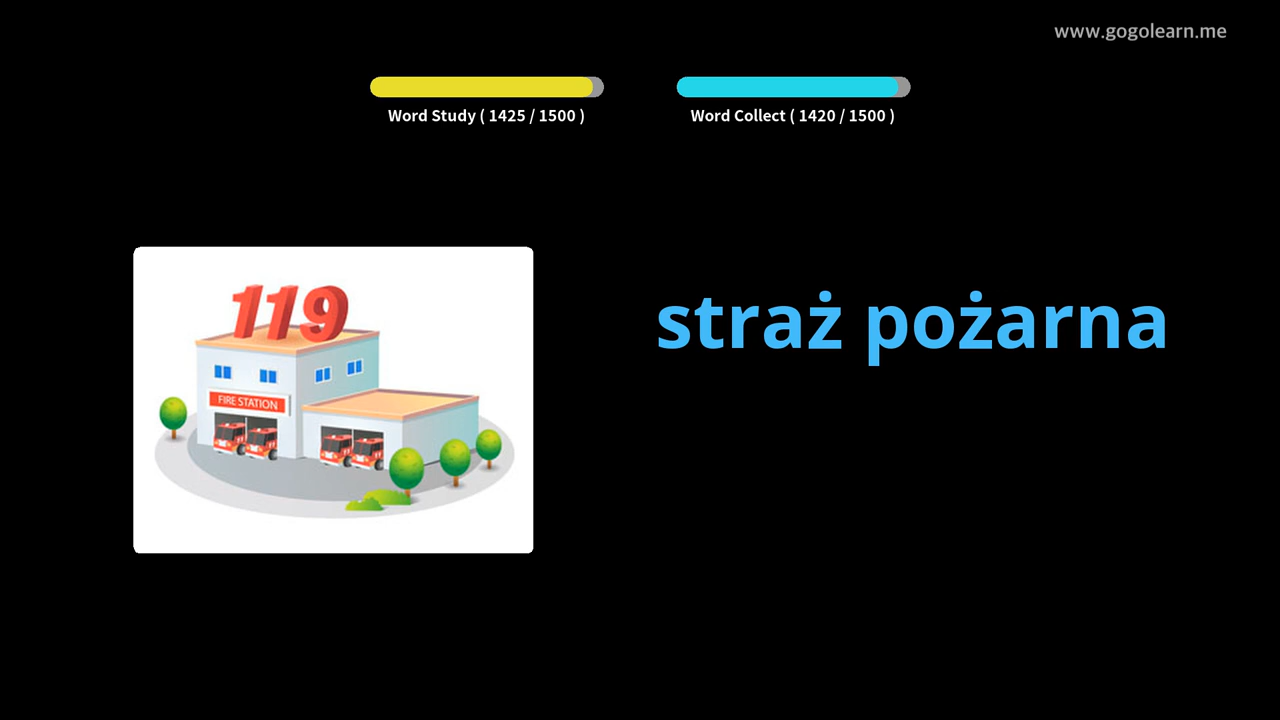 www.gogolearn.me
Word Study ( 1425 / 1500 )
Word Collect ( 1420 / 1500 )
119
FIRE STATION
straż pożarna